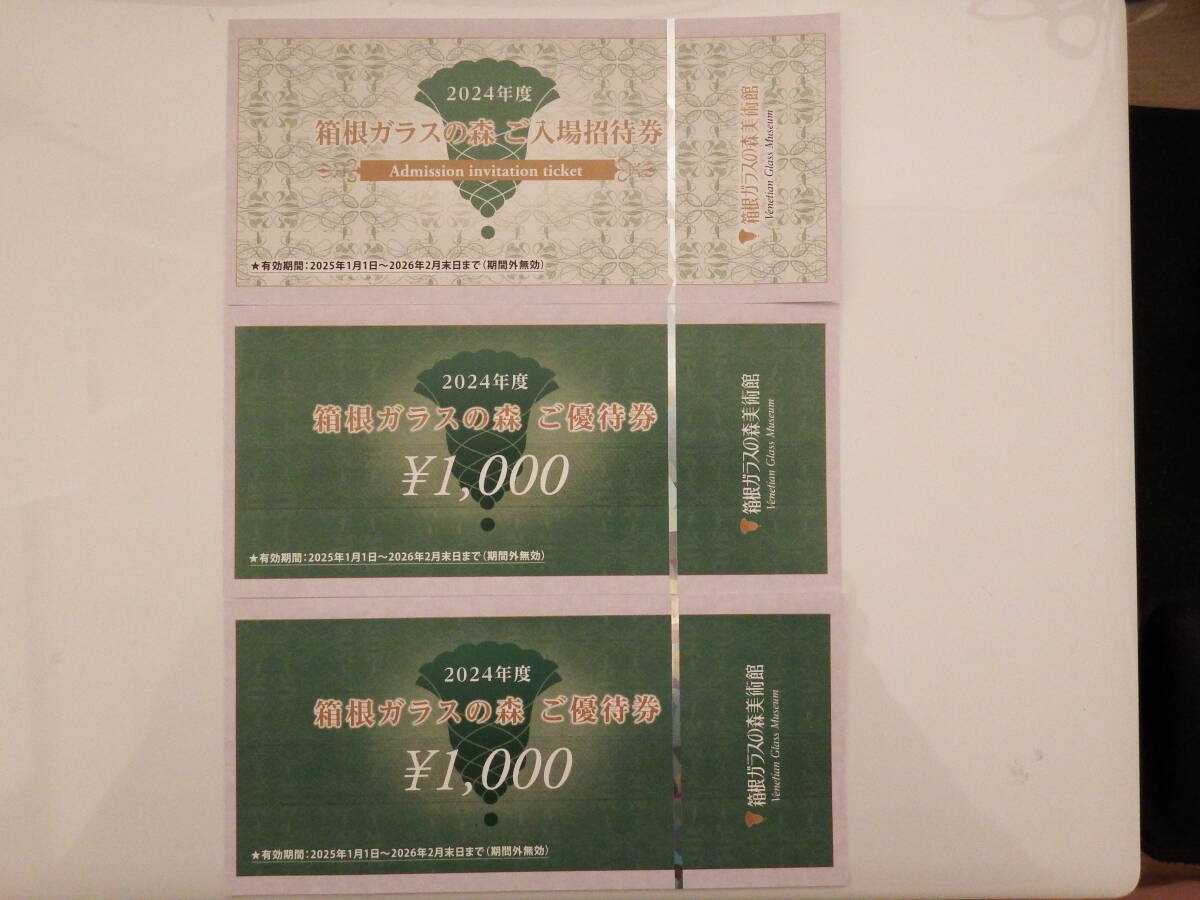 2024年度
箱根ガラスの森 ご入場招待券
Admission invitation ticket
★有効期間：2025年1月1日～2026年2月末日まで（期間外無効）
箱根ガラスの森美術館
Venetian Glass Museum
2024年度
箱根ガラスの森 ご優待券
¥1,000
★有効期間：2025年1月1日～2026年2月末日まで（期間外無効）
箱根ガラスの森美術館
Venetian Glass Museum
2024年度
箱根ガラスの森 ご優待券
¥1,000
★有効期間：2025年1月1日～2026年2月末日まで（期間外無効）
箱根ガラスの森美術館
Venetian Glass Museum